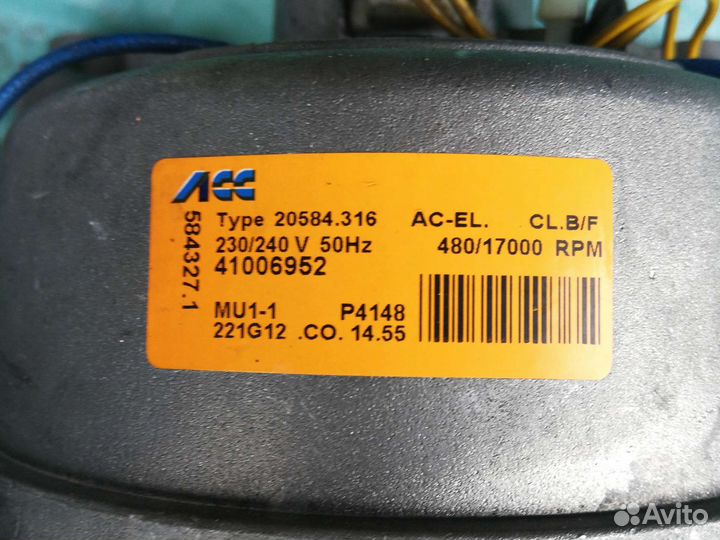 ACC
584327.1
Type 20584.316 AC-EL. CL.B/F
230/240 V 50Hz 480/17000 RPM
41006952
MU1-1 P4148
221G12 .CO. 14.55
Avito